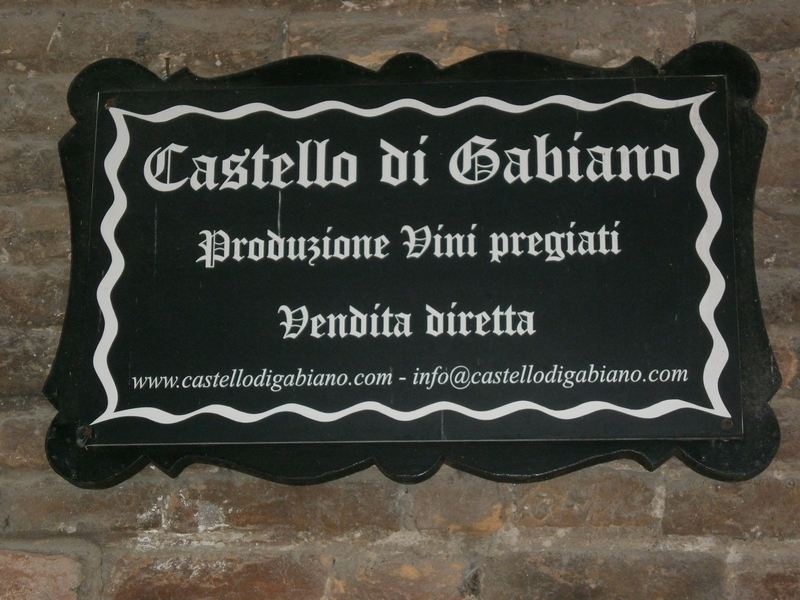 Castello di Gabiano
Produzione Vini pregiati
Vendita diretta
www.castellodigabiano.com - info@castellodigabiano.com